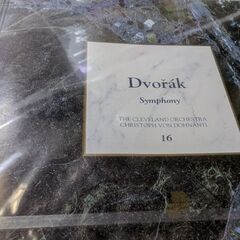 Dvořák
Symphony
THE CLEVELAND ORCHESTRA
CHRISTOPH VON DOHNÁNYI
16